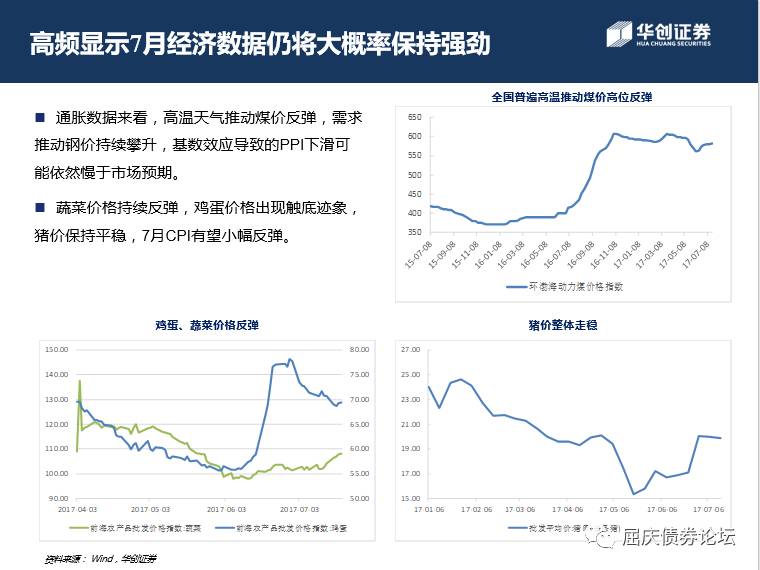 高频显示7月经济数据仍将大概率保持强劲
华创证券
HUA CHUANG SECURITIES
■ 通胀数据来看，高温天气推动煤价反弹，需求
推动钢价持续攀升，基数效应导致的PPI下滑可
能依然慢于市场预期。
■ 蔬菜价格持续反弹，鸡蛋价格出现触底迹象，
猪价保持平稳，7月CPI有望小幅反弹。
全国普遍高温推动煤价高位反弹
650
600
550
500
450
400
350
15-07-08 15-09-08 15-11-08 16-01-08 16-03-08 16-05-08 16-07-08 16-09-08 16-11-08 17-01-08 17-03-08 17-05-08 17-07-08
环渤海动力煤价格指数
鸡蛋、蔬菜价格反弹
150.00 80.00
140.00 75.00
130.00 70.00
120.00 65.00
110.00 60.00
100.00 55.00
90.00 50.00
2017-04-03 2017-05-03 2017-06-03 2017-07-03
前海农产品批发价格指数:蔬菜 前海农产品批发价格指数:鸡蛋
猪价整体走稳
27.00
25.00
23.00
21.00
19.00
17.00
15.00
17-01-06 17-02-06 17-03-06 17-04-06 17-05-06 17-06-06 17-07-06
批发平均价:猪
屈庆债券论坛
资料来源：Wind，华创证券